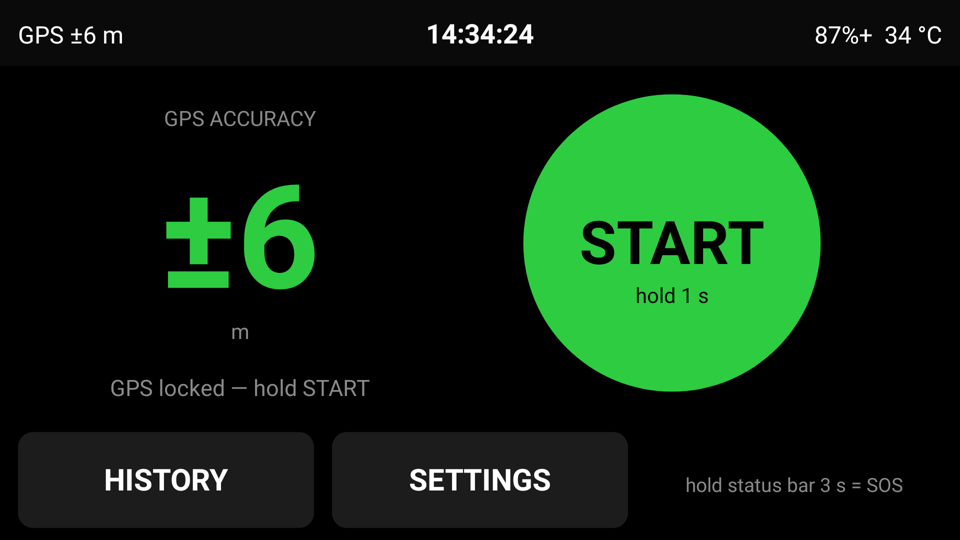 GPS ±6 m
14:34:24
87%+ 34 °C
GPS ACCURACY
±6
m
GPS locked — hold START
START
hold 1 s
HISTORY
SETTINGS
hold status bar 3 s = SOS